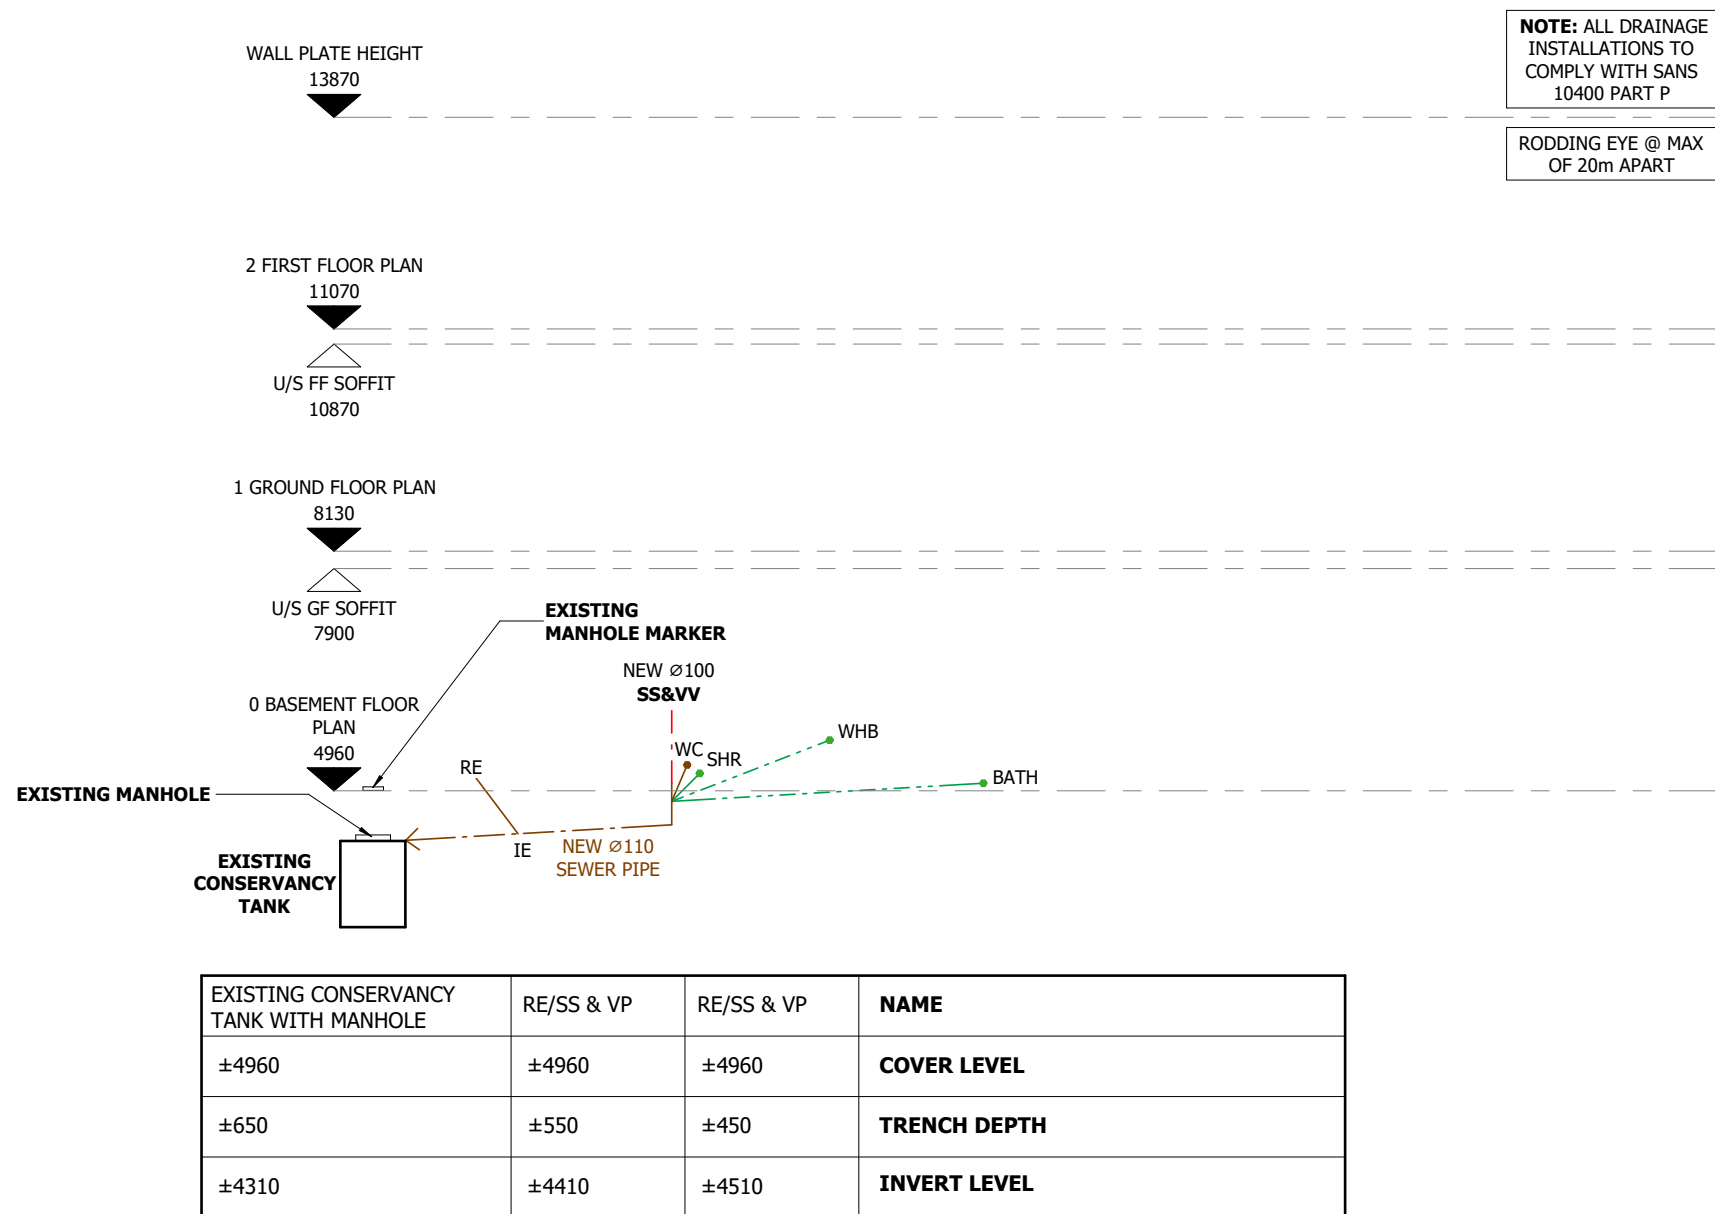 NOTE: ALL DRAINAGE
INSTALLATIONS TO
COMPLY WITH SANS
10400 PART P
RODDING EYE @ MAX
OF 20m APART
WALL PLATE HEIGHT
13870
2 FIRST FLOOR PLAN
11070
U/S FF SOFFIT
10870
1 GROUND FLOOR PLAN
8130
U/S GF SOFFIT
7900
EXISTING
MANHOLE MARKER
NEW ⌀100
SS&VV
0 BASEMENT FLOOR
PLAN
4960
WHB
WC
SHR
RE
BATH
EXISTING MANHOLE
IE
NEW ⌀110
SEWER PIPE
EXISTING
CONSERVANCY
TANK
EXISTING CONSERVANCY
TANK WITH MANHOLE
RE/SS & VP
RE/SS & VP
NAME
±4960
±4960
±4960
COVER LEVEL
±650
±550
±450
TRENCH DEPTH
±4310
±4410
±4510
INVERT LEVEL